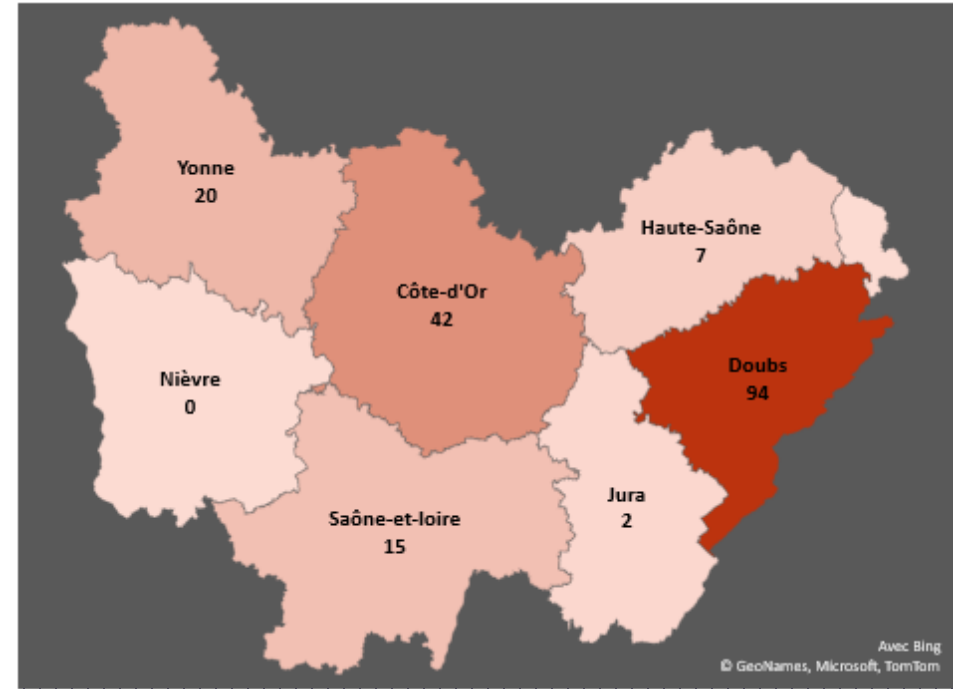 Yonne
20
Haute-Saône
7
Côte-d'Or
42
Doubs
94
Nièvre
0
Jura
2
Saône-et-loire
15
Avec Bing
© GeoNames, Microsoft, TomTom